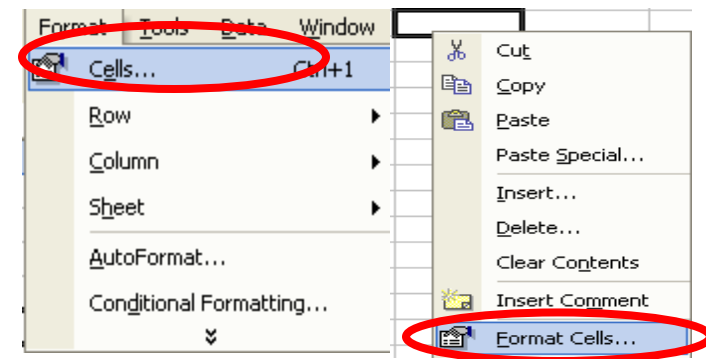 Format Tools Data Window
Cells... Ctrl+1
Row
Column
Sheet
AutoFormat...
Conditional Formatting...
Cut
Copy
Paste
Paste Special...
Insert...
Delete...
Clear Contents
Insert Comment
Format Cells...